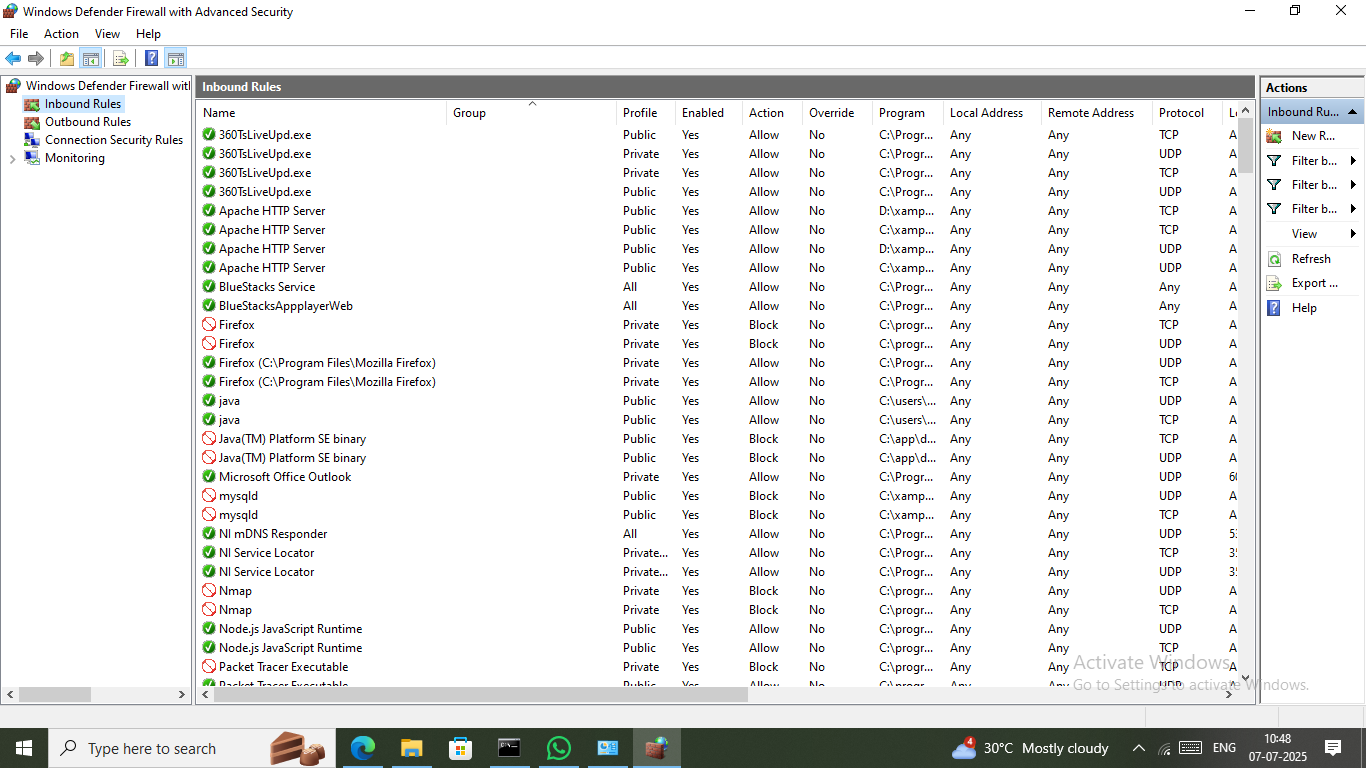 Windows Defender Firewall with Advanced Security
File Action View Help
Windows Defender Firewall wit
Inbound Rules
Outbound Rules
Connection Security Rules
Monitoring
Inbound Rules
Name Group Profile Enabled Action Override Program Local Address Remote Address Protocol
360TsLiveUpd.exe Public Yes Allow No C:\Progr... Any Any TCP A
360TsLiveUpd.exe Private Yes Allow No C:\Progr... Any Any UDP A
360TsLiveUpd.exe Private Yes Allow No C:\Progr... Any Any TCP A
360TsLiveUpd.exe Public Yes Allow No C:\Progr... Any Any UDP A
Apache HTTP Server Public Yes Allow No D:\xamp... Any Any TCP A
Apache HTTP Server Public Yes Allow No C:\xamp... Any Any TCP A
Apache HTTP Server Public Yes Allow No D:\xamp... Any Any UDP A
Apache HTTP Server Public Yes Allow No C:\xamp... Any Any UDP A
BlueStacks Service All Yes Allow No C:\Progr... Any Any Any A
BlueStacksAppplayerWeb All Yes Allow No C:\Progr... Any Any Any A
Firefox Private Yes Block No C:\progr... Any Any TCP A
Firefox Private Yes Block No C:\progr... Any Any UDP A
Firefox (C:\Program Files\Mozilla Firefox) Private Yes Allow No C:\Progr... Any Any UDP A
Firefox (C:\Program Files\Mozilla Firefox) Private Yes Allow No C:\Progr... Any Any TCP A
java Public Yes Allow No C:\users\... Any Any UDP A
java Public Yes Allow No C:\users\... Any Any TCP A
Java(TM) Platform SE binary Public Yes Block No C:\app\d... Any Any TCP A
Java(TM) Platform SE binary Public Yes Block No C:\app\d... Any Any UDP A
Microsoft Office Outlook Private Yes Allow No C:\Progr... Any Any UDP 60
mysqld Public Yes Block No C:\xamp... Any Any UDP A
mysqld Public Yes Block No C:\xamp... Any Any TCP A
NI mDNS Responder All Yes Allow No C:\Progr... Any Any UDP 53
NI Service Locator Private... Yes Allow No C:\Progr... Any Any TCP 35
NI Service Locator Private... Yes Allow No C:\Progr... Any Any UDP 35
Nmap Private Yes Block No C:\progr... Any Any UDP A
Nmap Private Yes Block No C:\progr... Any Any TCP A
Node.js JavaScript Runtime Public Yes Allow No C:\progr... Any Any UDP A
Node.js JavaScript Runtime Public Yes Allow No C:\progr... Any Any TCP A
Packet Tracer Executable Private Yes Block No C:\progr... Any Any TCP A
Packet Tracer Executable Public Yes Allow No C:\progr... Any Any UDP A
Actions
Inbound Ru...
New R...
Filter b...
Filter b...
Filter b...
View
Refresh
Export ...
Help
Activate Windows
Go to Settings to activate Windows.
Type here to search
4
30°C Mostly cloudy
ENG
10:48
07-07-2025